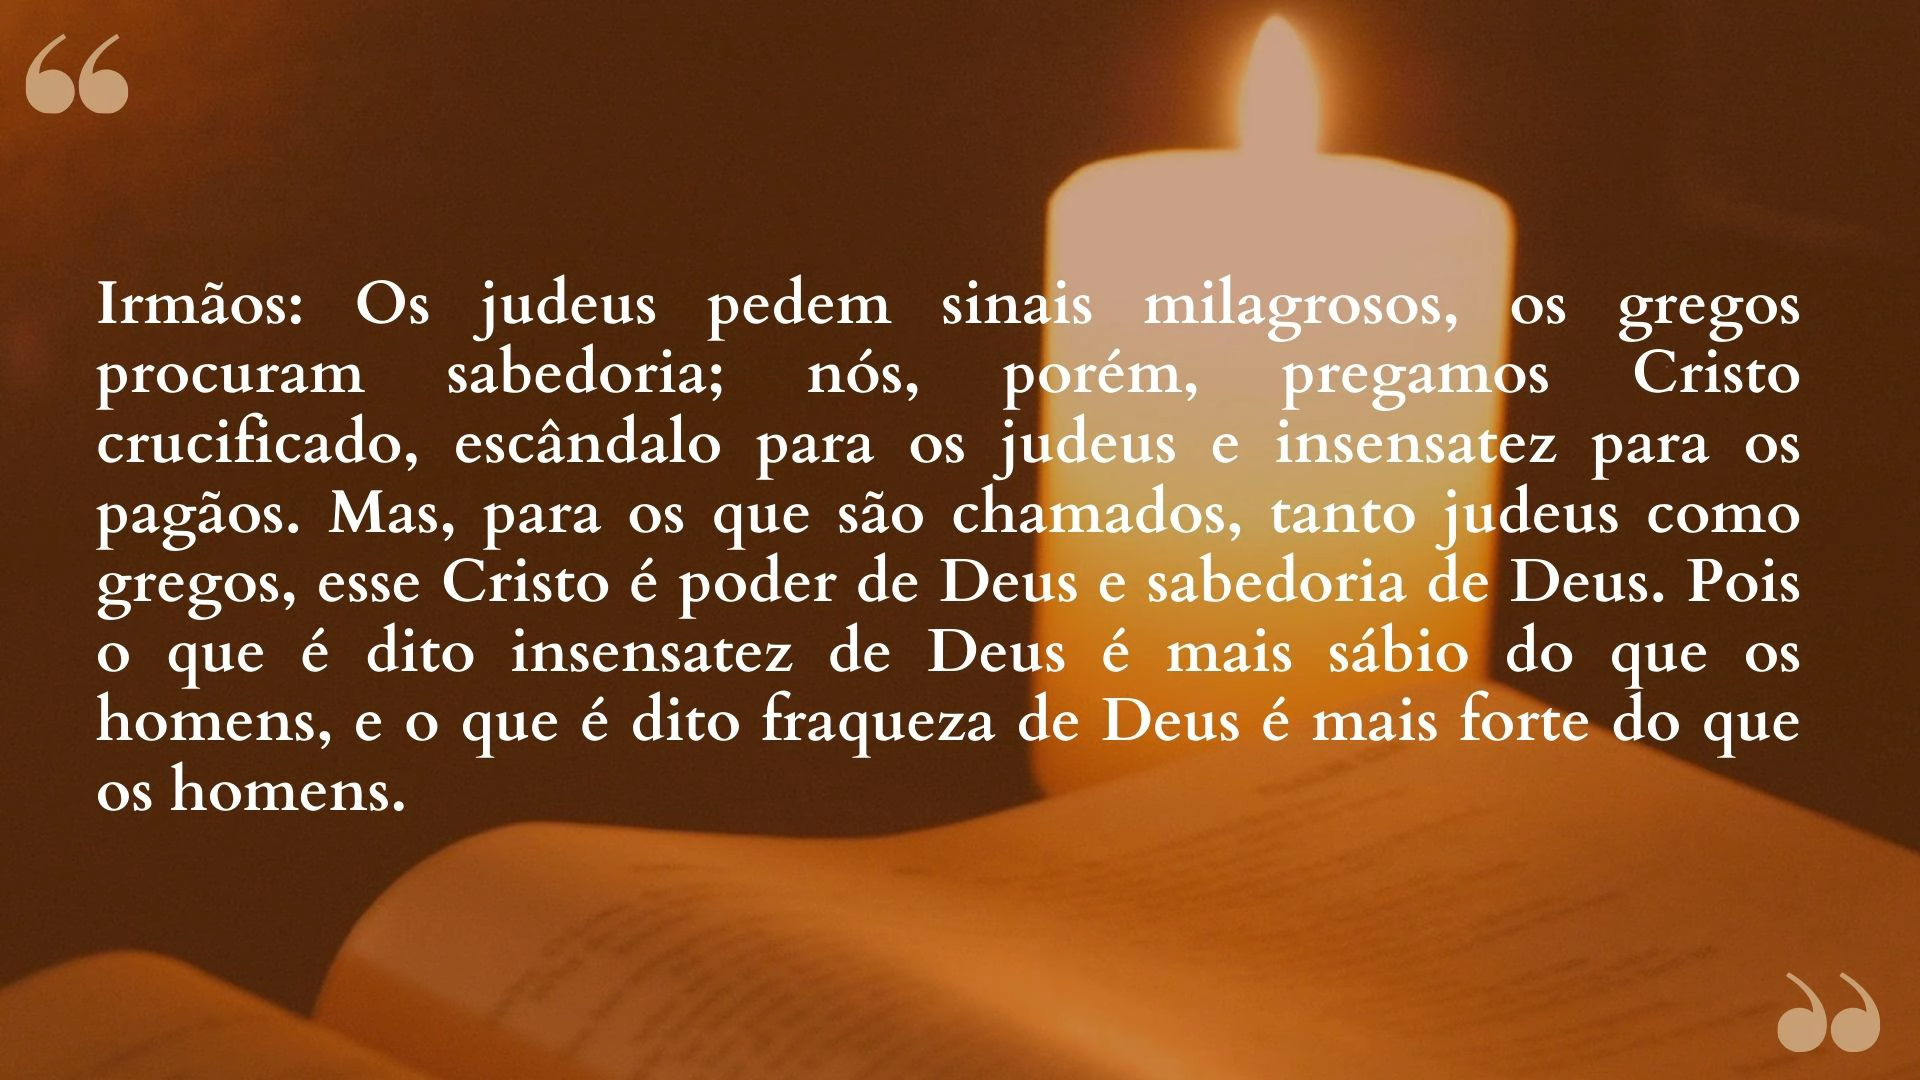 Irmãos: Os judeus pedem sinais milagrosos, os gregos
procuram sabedoria; nós, porém, pregamos Cristo
crucificado, escândalo para os judeus e insensatez para os
pagãos. Mas, para os que são chamados, tanto judeus como
gregos, esse Cristo é poder de Deus e sabedoria de Deus. Pois
o que é dito insensatez de Deus é mais sábio do que os
homens, e o que é dito fraqueza de Deus é mais forte do que
os homens.